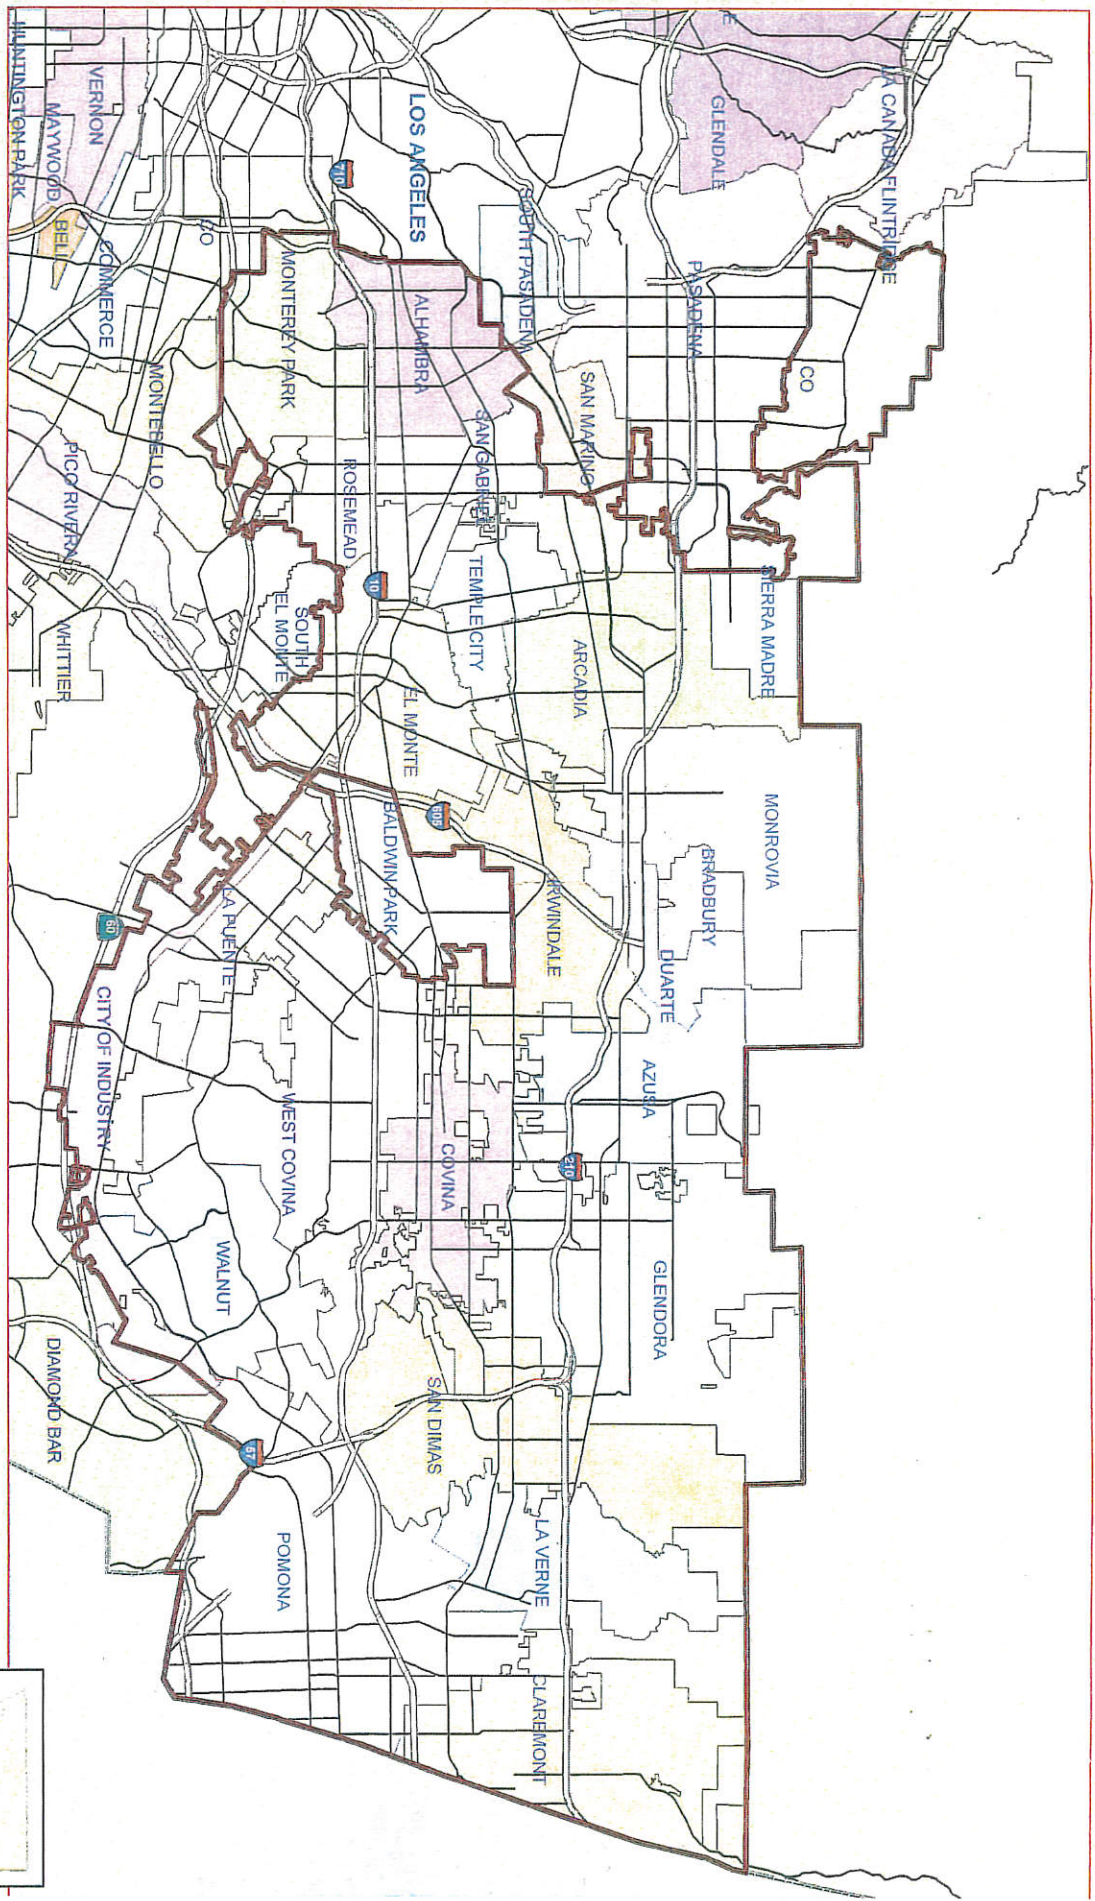 LA CANADA FLINTRIDGE
GLENDALE
CO
PASADENA
SIERRA MADRE
MONROVIA
BRADBURY
DUARTE
AZUSA
GLENDORA
LOS ANGELES
SOUTH PASADENA
SAN MARINO
ARCADIA
IRWINDALE
210
LA VERNE
CLAREMONT
710
ALHAMBRA
SAN GABRIEL
TEMPLE CITY
EL MONTE
605
COVINA
SAN DIMAS
10
MONTEREY PARK
ROSEMEAD
SOUTH
EL MONTE
BALDWIN PARK
WEST COVINA
57
POMONA
VERNON
MAYWOOD
HUNTINGTON PARK
BELL
COMMERCE
CO
MONTEBELLO
PICO RIVERA
WHITTIER
LA PUENTE
60
CITY OF INDUSTRY
WALNUT
DIAMOND BAR